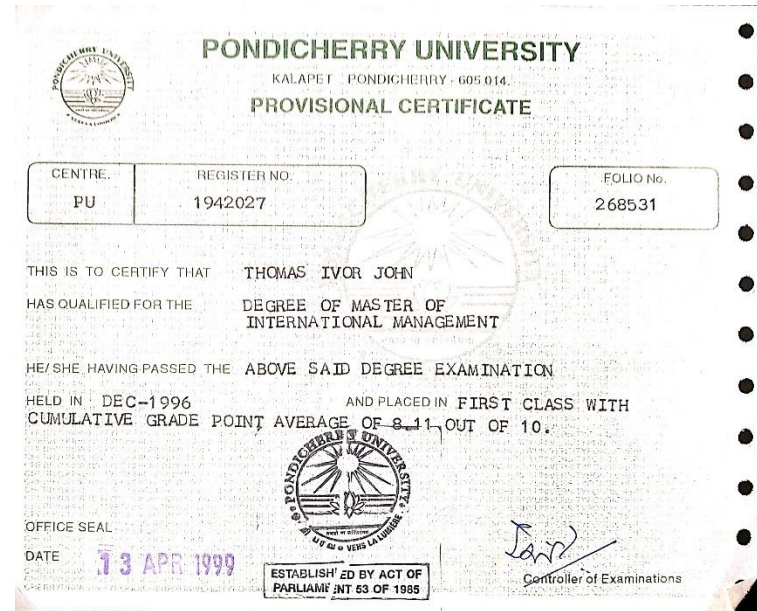 PONDICHERRY UNIVERSITY
KALAPET PONDICHERRY - 605 014.
PROVISIONAL CERTIFICATE
CENTRE. REGISTER NO. FOLIO No.
PU 1942027 268531
THIS IS TO CERTIFY THAT THOMAS IVOR JOHN
HAS QUALIFIED FOR THE DEGREE OF MASTER OF
INTERNATIONAL MANAGEMENT
HE/SHE HAVING PASSED THE ABOVE SAID DEGREE EXAMINATION
HELD IN DEC-1996 AND PLACED IN FIRST CLASS WITH
CUMULATIVE GRADE POINT AVERAGE OF 8.11 OUT OF 10.
PONDICHERRY UNIVERSITY
VERS LA LUMIÈRE
OFFICE SEAL
DATE 13 APR 1999
ESTABLISHED BY ACT OF
PARLIAMENT 53 OF 1985
Controller of Examinations